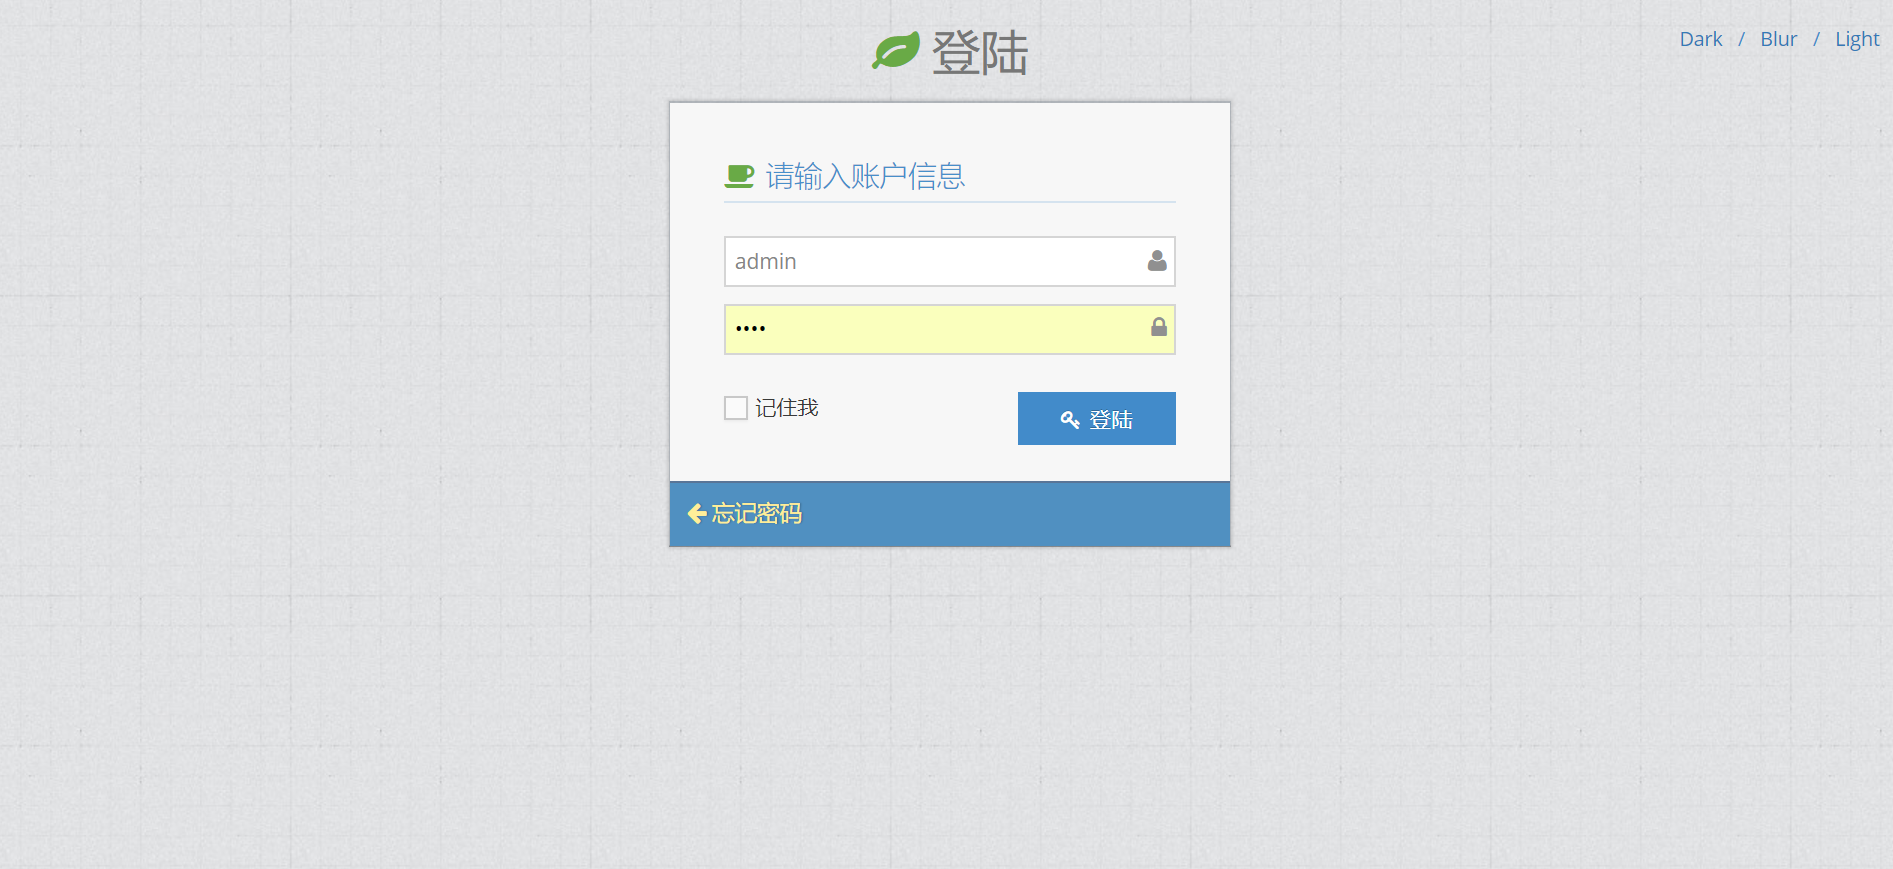 登陆
Dark / Blur / Light
请输入账户信息
admin
••••
记住我
登陆
忘记密码